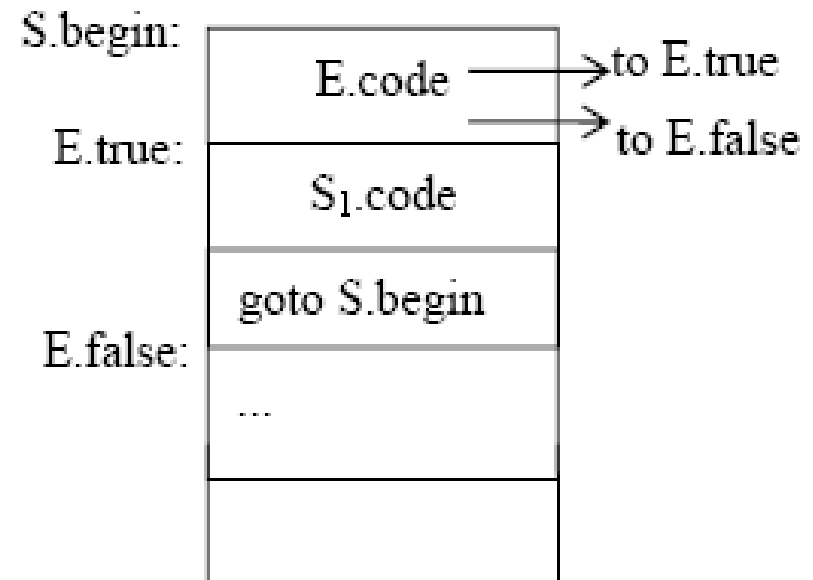 S.begin:
E.code
to E.true
to E.false
E.true:
S₁.code
goto S.begin
E.false:
...